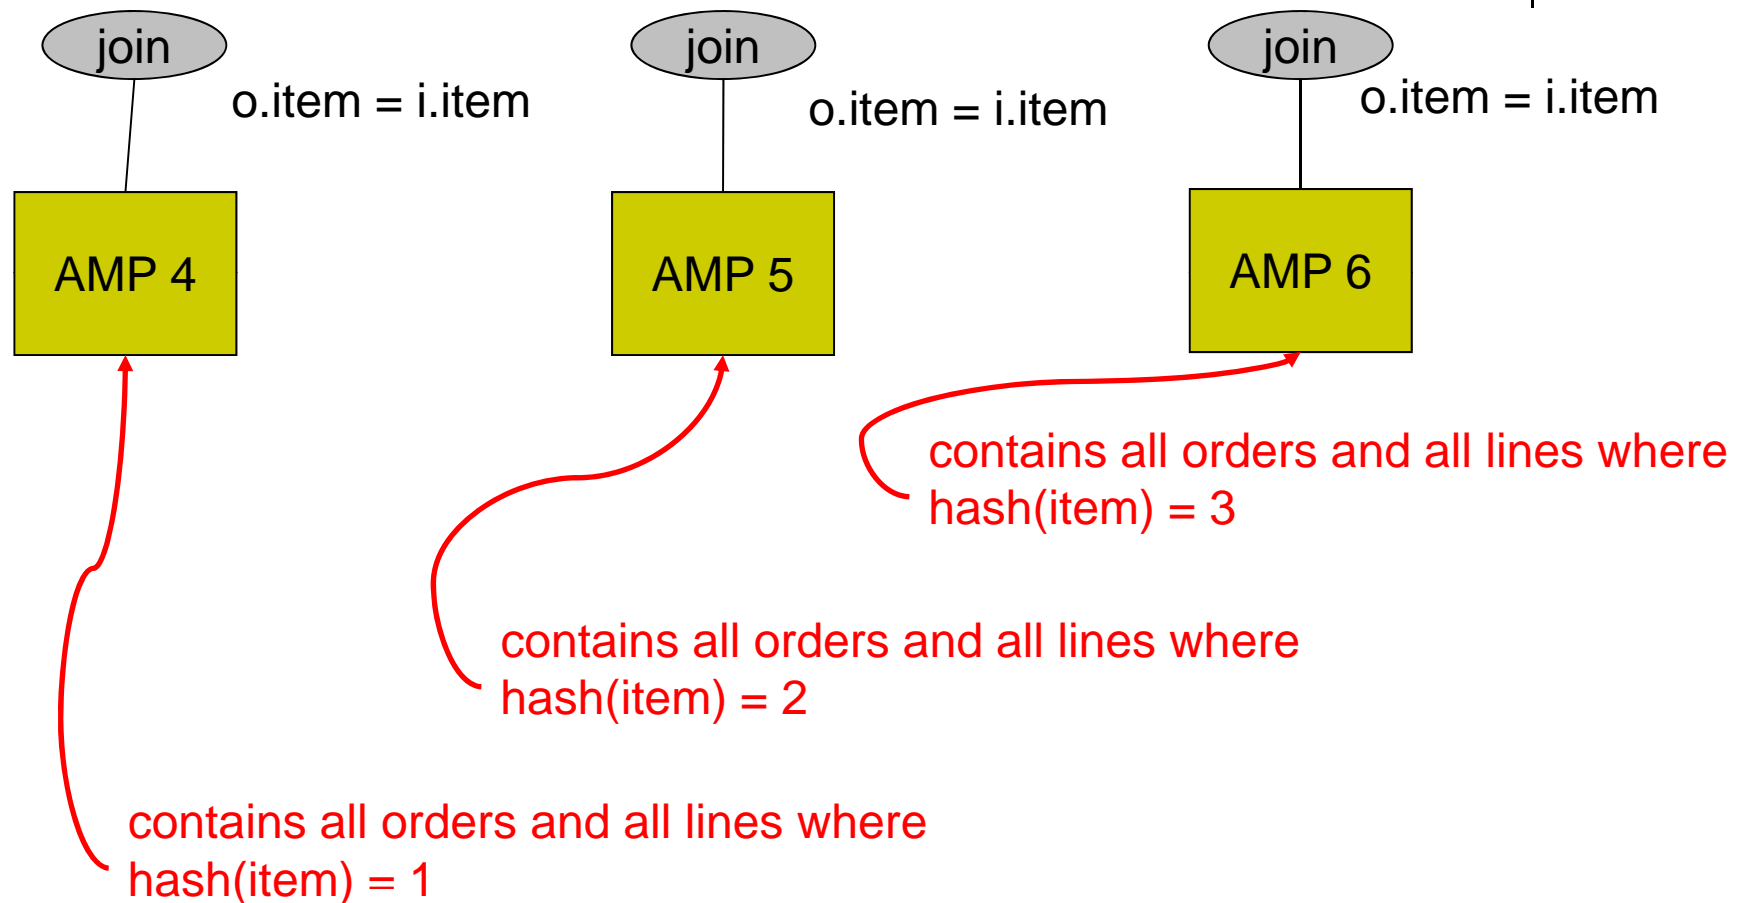 join
join
join
o.item = i.item
o.item = i.item
o.item = i.item
AMP 4
AMP 5
AMP 6
contains all orders and all lines where
hash(item) = 3
contains all orders and all lines where
hash(item) = 2
contains all orders and all lines where
hash(item) = 1